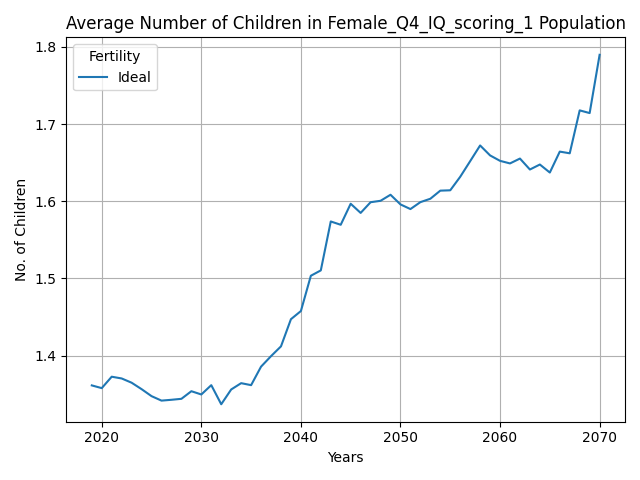 Average Number of Children in Female_Q4_IQ_scoring_1 Population
Fertility
Ideal
No. of Children
1.8
1.7
1.6
1.5
1.4
2020 2030 2040 2050 2060 2070
Years